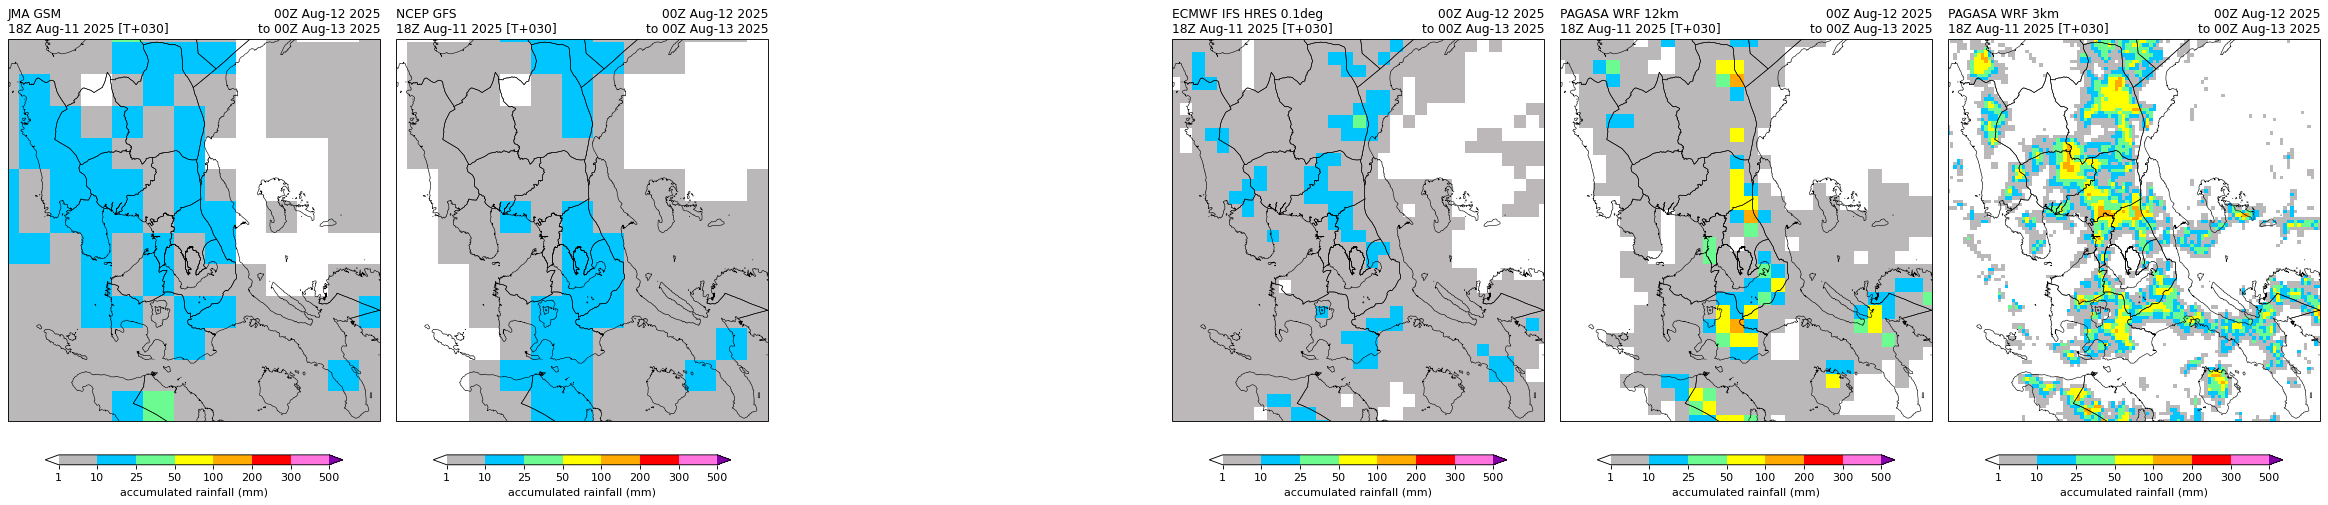 JMA GSM 00Z Aug-12 2025
18Z Aug-11 2025 [T+030] to 00Z Aug-13 2025
1 10 25 50 100 200 300 500
accumulated rainfall (mm)
NCEP GFS 00Z Aug-12 2025
18Z Aug-11 2025 [T+030] to 00Z Aug-13 2025
1 10 25 50 100 200 300 500
accumulated rainfall (mm)
ECMWF IFS HRES 0.1deg 00Z Aug-12 2025
18Z Aug-11 2025 [T+030] to 00Z Aug-13 2025
1 10 25 50 100 200 300 500
accumulated rainfall (mm)
PAGASA WRF 12km 00Z Aug-12 2025
18Z Aug-11 2025 [T+030] to 00Z Aug-13 2025
1 10 25 50 100 200 300 500
accumulated rainfall (mm)
PAGASA WRF 3km 00Z Aug-12 2025
18Z Aug-11 2025 [T+030] to 00Z Aug-13 2025
1 10 25 50 100 200 300 500
accumulated rainfall (mm)